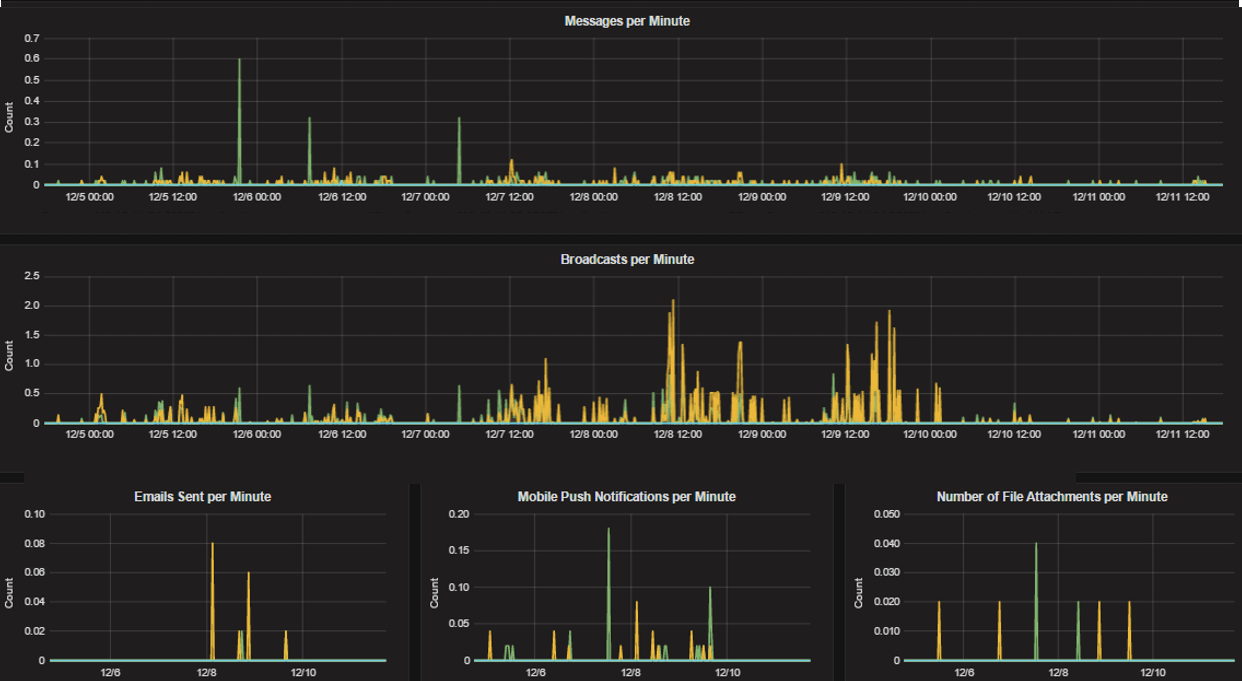 Messages per Minute
Count
0.7
0.6
0.5
0.4
0.3
0.2
0.1
0
12/5 00:00 12/5 12:00 12/6 00:00 12/6 12:00 12/7 00:00 12/7 12:00 12/8 00:00 12/8 12:00 12/9 00:00 12/9 12:00 12/10 00:00 12/10 12:00 12/11 00:00 12/11 12:00
Broadcasts per Minute
Count
2.5
2.0
1.5
1.0
0.5
0
12/5 00:00 12/5 12:00 12/6 00:00 12/6 12:00 12/7 00:00 12/7 12:00 12/8 00:00 12/8 12:00 12/9 00:00 12/9 12:00 12/10 00:00 12/10 12:00 12/11 00:00 12/11 12:00
Emails Sent per Minute
Count
0.10
0.08
0.06
0.04
0.02
0
12/6 12/8 12/10
Mobile Push Notifications per Minute
Count
0.20
0.15
0.10
0.05
0
12/6 12/8 12/10
Number of File Attachments per Minute
Count
0.050
0.040
0.030
0.020
0.010
0
12/6 12/8 12/10